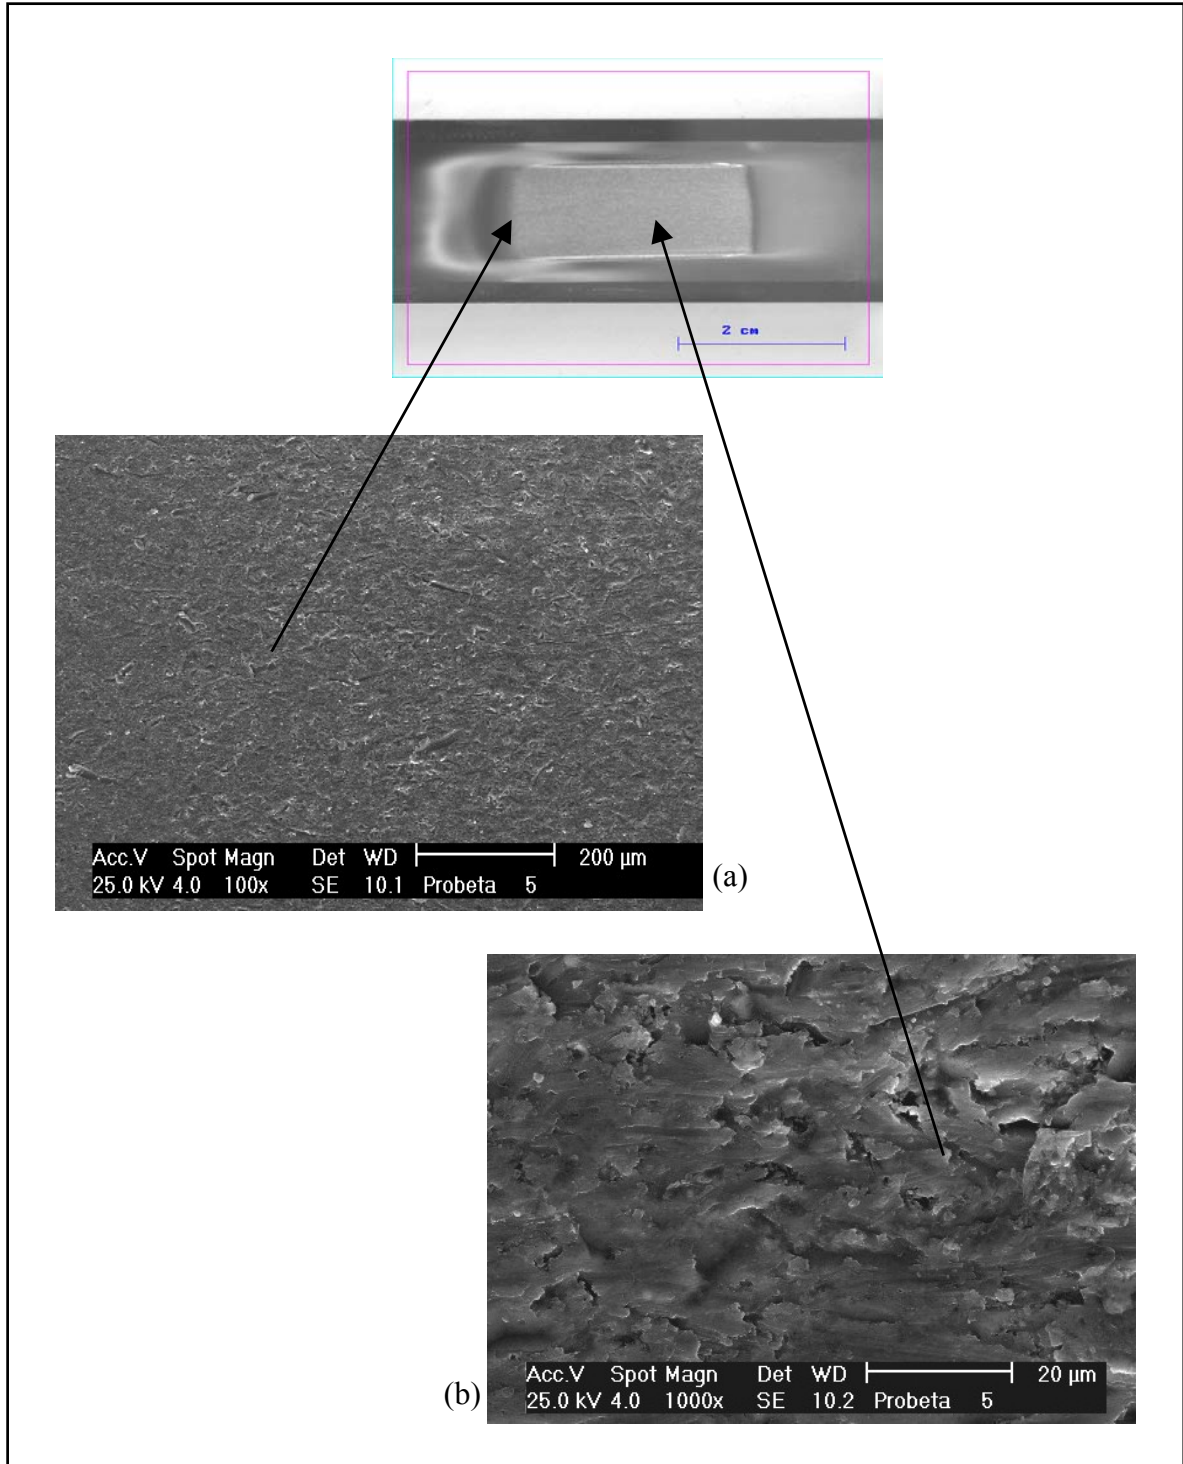 2 cm
Acc.V Spot Magn Det WD 200 µm
25.0 kV 4.0 100x SE 10.1 Probeta 5
(a)
Acc.V Spot Magn Det WD 20 µm
25.0 kV 4.0 1000x SE 10.2 Probeta 5
(b)